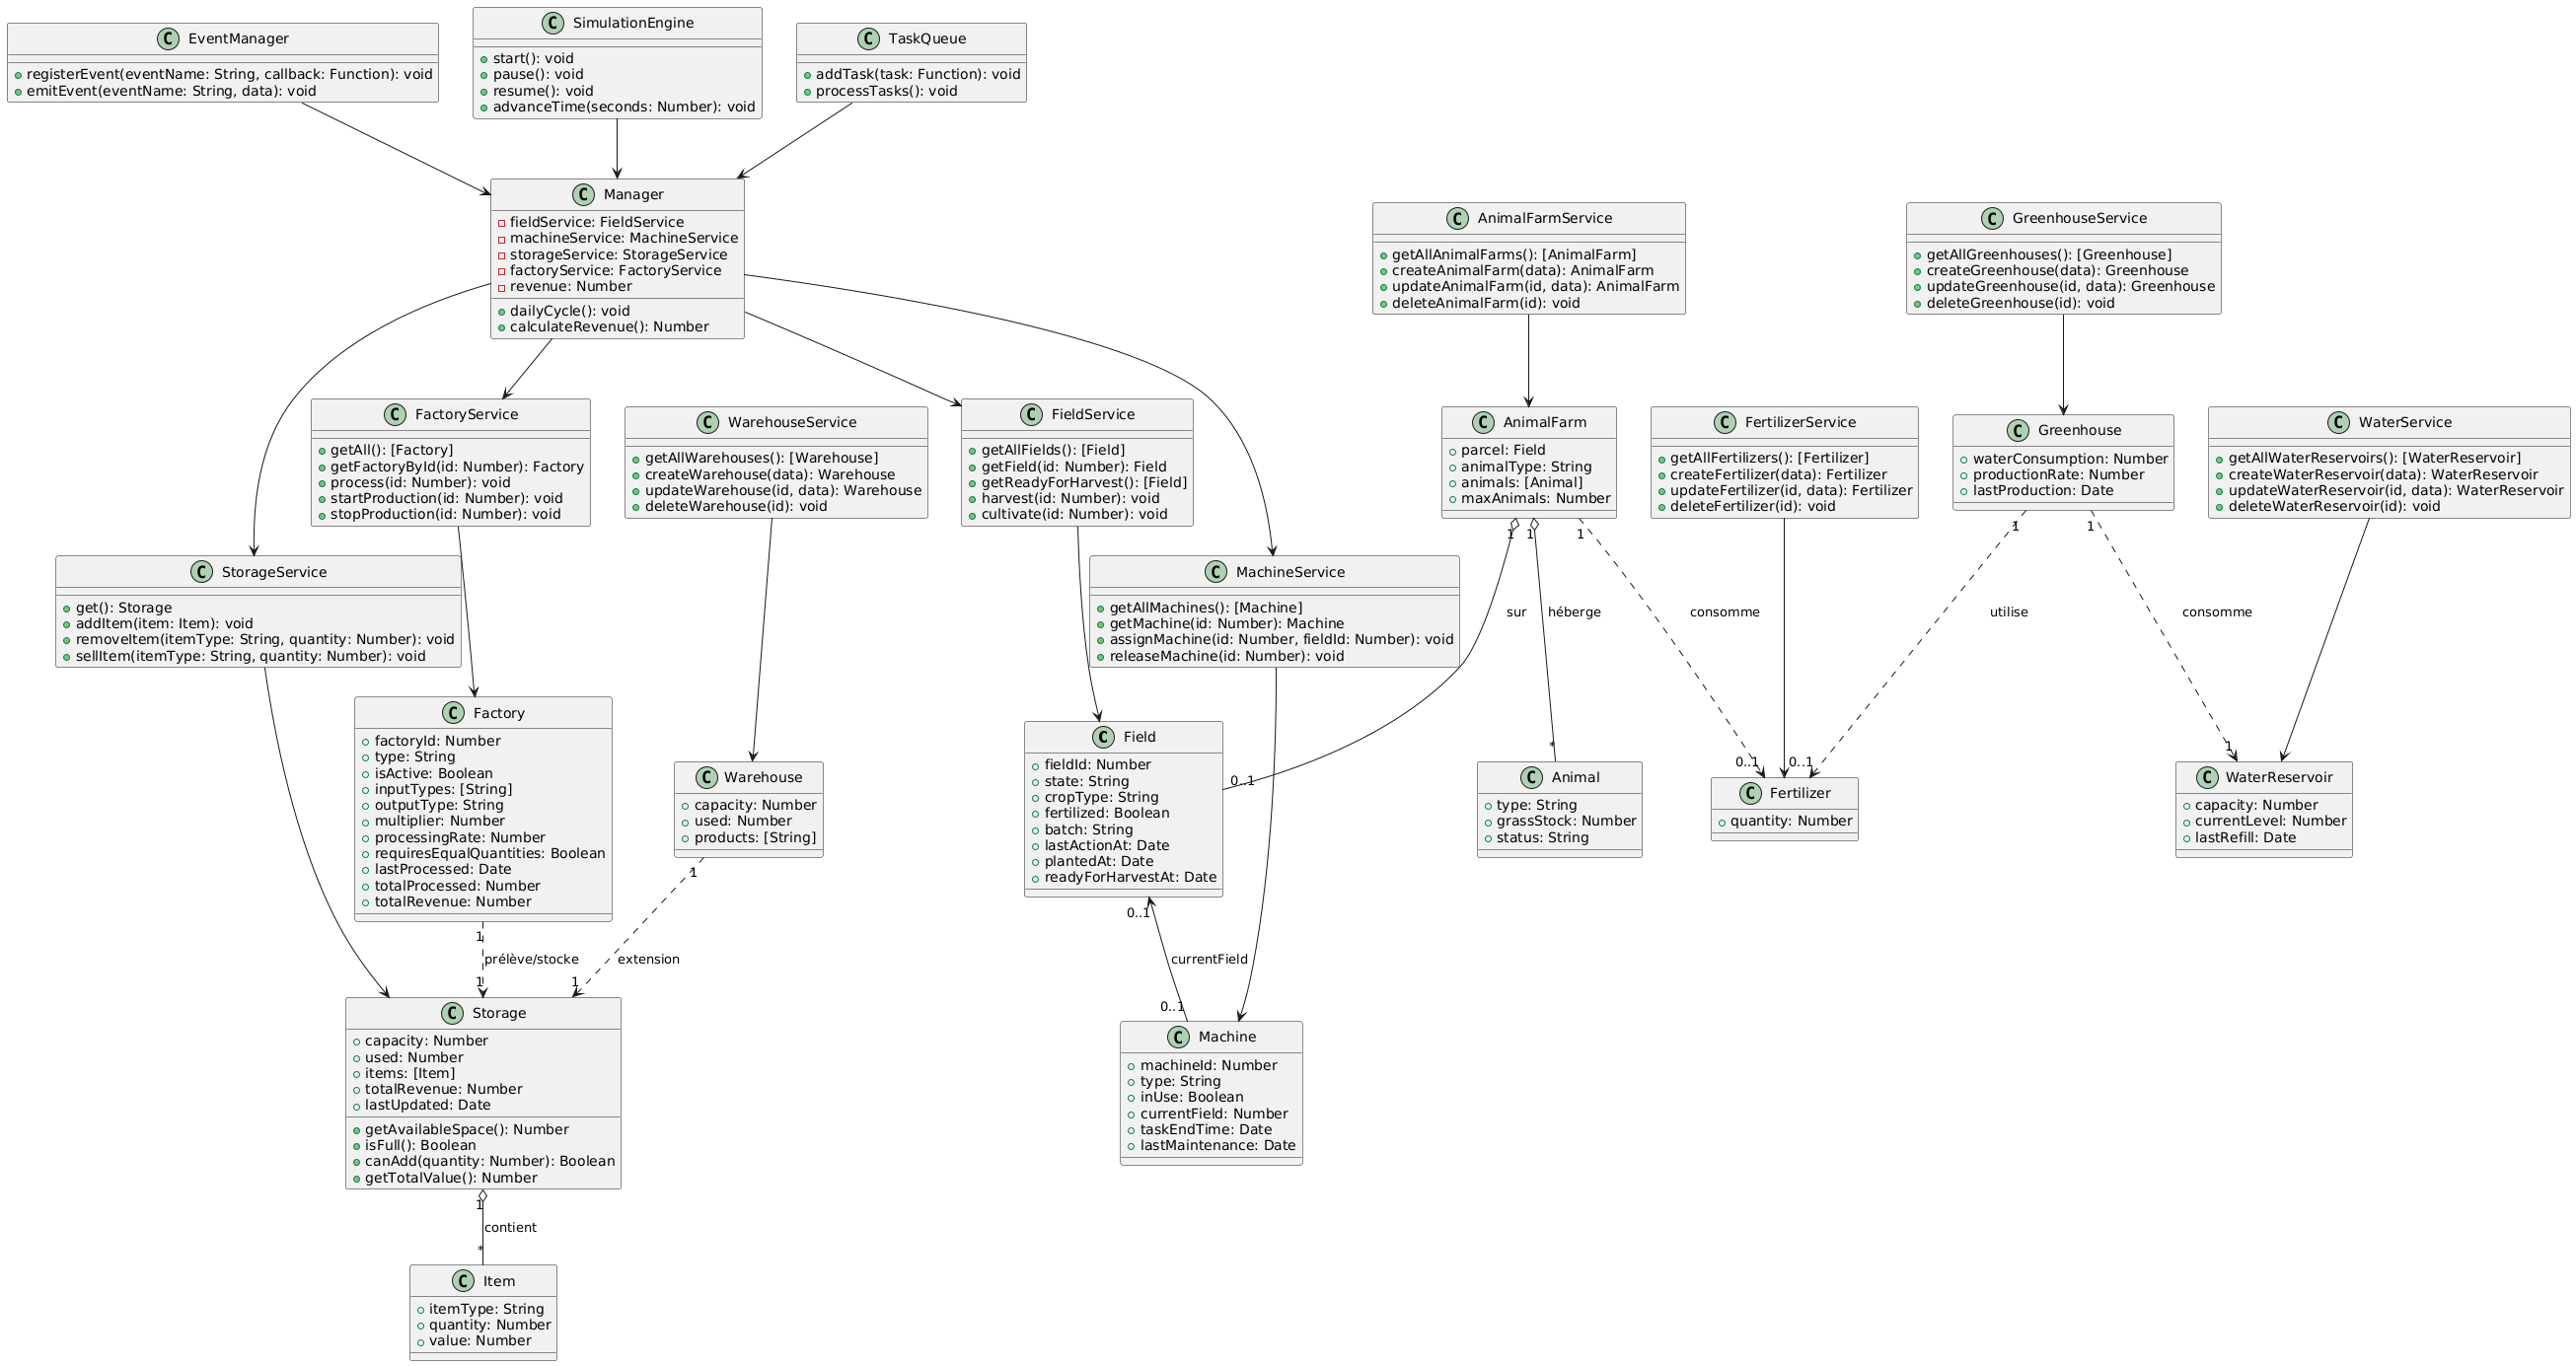 EventManager
registerEvent(eventName: String, callback: Function): void
emitEvent(eventName: String, data): void
SimulationEngine
start(): void
pause(): void
resume(): void
advanceTime(seconds: Number): void
TaskQueue
addTask(task: Function): void
processTasks(): void
Manager
fieldService: FieldService
machineService: MachineService
storageService: StorageService
factoryService: FactoryService
revenue: Number
dailyCycle(): void
calculateRevenue(): Number
AnimalFarmService
getAllAnimalFarms(): [AnimalFarm]
createAnimalFarm(data): AnimalFarm
updateAnimalFarm(id, data): AnimalFarm
deleteAnimalFarm(id): void
GreenhouseService
getAllGreenhouses(): [Greenhouse]
createGreenhouse(data): Greenhouse
updateGreenhouse(id, data): Greenhouse
deleteGreenhouse(id): void
FactoryService
getAll(): [Factory]
getFactoryById(id: Number): Factory
process(id: Number): void
startProduction(id: Number): void
stopProduction(id: Number): void
WarehouseService
getAllWarehouses(): [Warehouse]
createWarehouse(data): Warehouse
updateWarehouse(id, data): Warehouse
deleteWarehouse(id): void
FieldService
getAllFields(): [Field]
getField(id: Number): Field
getReadyForHarvest(): [Field]
harvest(id: Number): void
cultivate(id: Number): void
AnimalFarm
parcel: Field
animalType: String
animals: [Animal]
maxAnimals: Number
FertilizerService
getAllFertilizers(): [Fertilizer]
createFertilizer(data): Fertilizer
updateFertilizer(id, data): Fertilizer
deleteFertilizer(id): void
Greenhouse
waterConsumption: Number
productionRate: Number
lastProduction: Date
WaterService
getAllWaterReservoirs(): [WaterReservoir]
createWaterReservoir(data): WaterReservoir
updateWaterReservoir(id, data): WaterReservoir
deleteWaterReservoir(id): void
1
1
1
1
1
StorageService
get(): Storage
addItem(item: Item): void
removeItem(itemType: String, quantity: Number): void
sellItem(itemType: String, quantity: Number): void
MachineService
getAllMachines(): [Machine]
getMachine(id: Number): Machine
assignMachine(id: Number, fieldId: Number): void
releaseMachine(id: Number): void
sur
héberge
consomme
utilise
consomme
Factory
factoryId: Number
type: String
isActive: Boolean
inputTypes: [String]
outputType: String
multiplier: Number
processingRate: Number
requiresEqualQuantities: Boolean
lastProcessed: Date
totalProcessed: Number
totalRevenue: Number
Warehouse
capacity: Number
used: Number
products: [String]
Field
fieldId: Number
state: String
cropType: String
fertilized: Boolean
batch: String
lastActionAt: Date
plantedAt: Date
readyForHarvestAt: Date
0..1
*
Animal
type: String
grassStock: Number
status: String
0..1
0..1
Fertilizer
quantity: Number
1
WaterReservoir
capacity: Number
currentLevel: Number
lastRefill: Date
1
1
0..1
prélève/stocke
extension
currentField
1
1
0..1
Storage
capacity: Number
used: Number
items: [Item]
totalRevenue: Number
lastUpdated: Date
getAvailableSpace(): Number
isFull(): Boolean
canAdd(quantity: Number): Boolean
getTotalValue(): Number
Machine
machineId: Number
type: String
inUse: Boolean
currentField: Number
taskEndTime: Date
lastMaintenance: Date
1
contient
*
Item
itemType: String
quantity: Number
value: Number